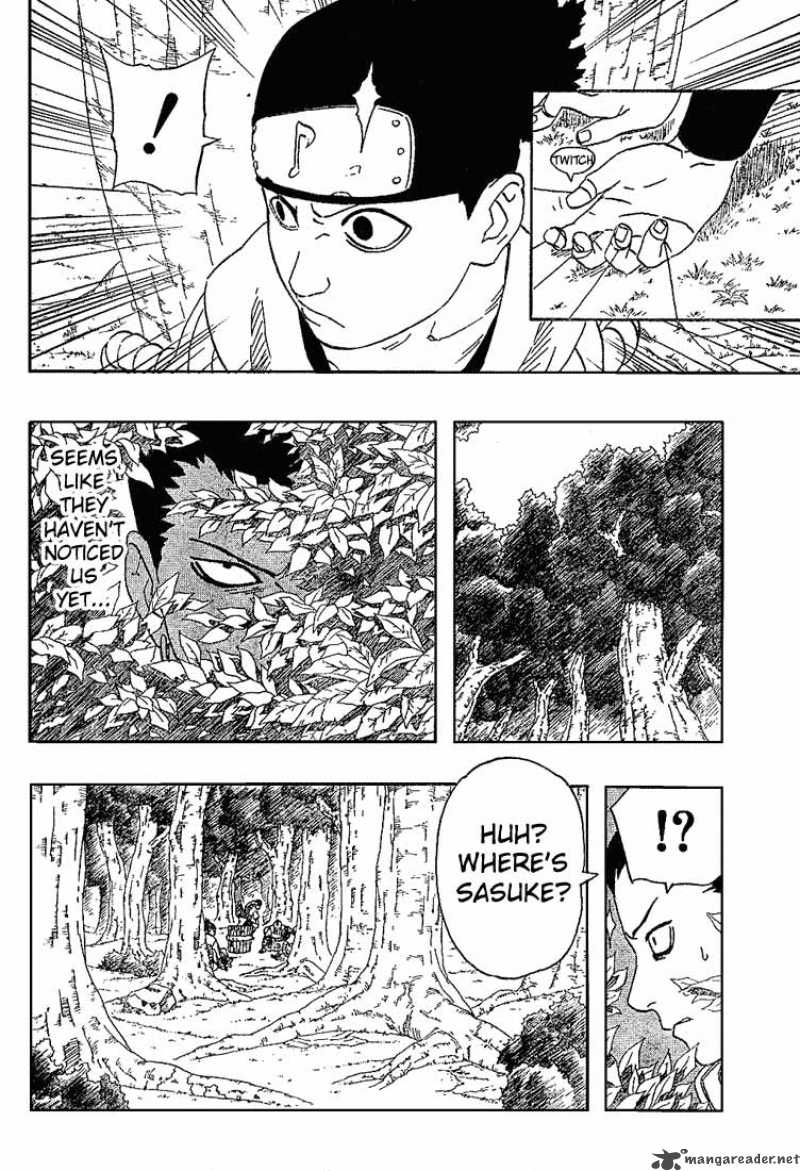 TWITCH
!
SEEMS
LIKE
THEY
HAVEN'T
NOTICED
US
YET...
!?
HUH?
WHERE'S
SASUKE?
mangareader.net